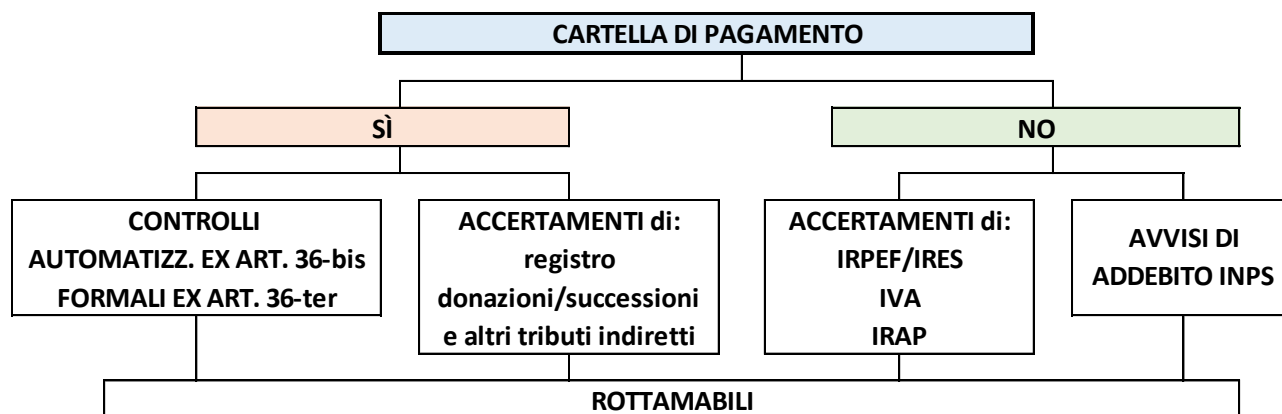 CARTELLA DI PAGAMENTO
SÌ
NO
CONTROLLI
AUTOMATIZZ. EX ART. 36-bis
FORMALI EX ART. 36-ter
ACCERTAMENTI di:
registro
donazioni/successioni
e altri tributi indiretti
ACCERTAMENTI di:
IRPEF/IRES
IVA
IRAP
AVVISI DI
ADDEBITO INPS
ROTTAMABILI